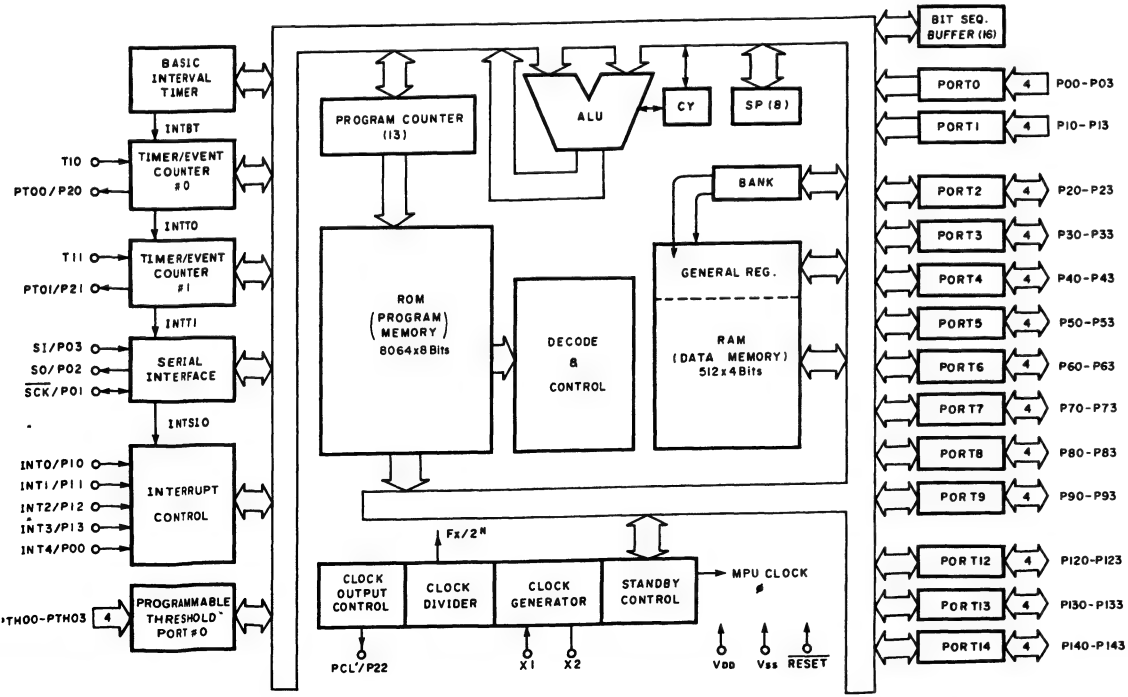 BASIC
INTERVAL
TIMER
INTBT
TI0
PTO0/P20
TIMER/EVENT
COUNTER
#0
INTT0
TI1
PTO1/P21
TIMER/EVENT
COUNTER
#1
INTT1
SI/P03
SO/P02
SCK/P01
SERIAL
INTERFACE
INTSIO
INT0/P10
INT1/P11
INT2/P12
INT3/P13
INT4/P00
INTERRUPT
CONTROL
PTH00-PTH03
4
PROGRAMMABLE
THRESHOLD
PORT #0
PROGRAM COUNTER
(13)
ALU
CY
SP (8)
BANK
ROM
(PROGRAM
MEMORY)
8064x8Bits
DECODE
&
CONTROL
GENERAL REG.
RAM
(DATA MEMORY)
512x4Bits
Fx/2ᴺ
CLOCK
OUTPUT
CONTROL
CLOCK
DIVIDER
CLOCK
GENERATOR
STANDBY
CONTROL
MPU CLOCK
ϕ
PCL/P22
X1
X2
VDD
VSS
RESET
BIT SEQ.
BUFFER (16)
PORT0 4 P00-P03
PORT1 4 P10-P13
PORT2 4 P20-P23
PORT3 4 P30-P33
PORT4 4 P40-P43
PORT5 4 P50-P53
PORT6 4 P60-P63
PORT7 4 P70-P73
PORT8 4 P80-P83
PORT9 4 P90-P93
PORT12 4 P120-P123
PORT13 4 P130-P133
PORT14 4 P140-P143